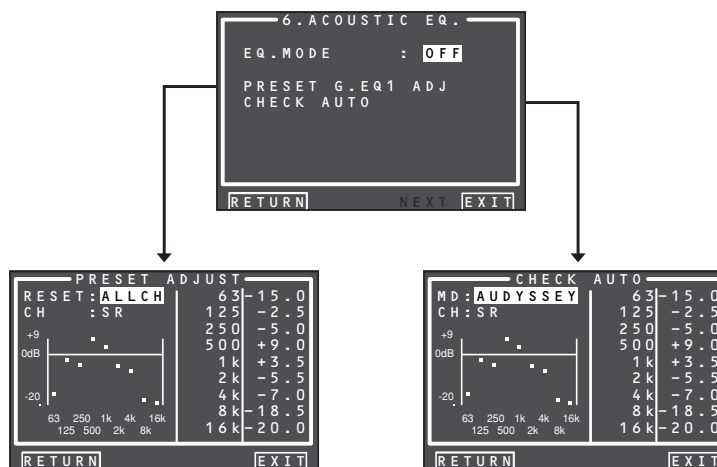 6.ACOUSTIC EQ.
EQ.MODE : OFF
PRESET G.EQ1 ADJ
CHECK AUTO
RETURN NEXT EXIT
PRESET ADJUST
RESET:ALLCH
CH :SR
+9
0dB
-20
63 250 1k 4k 16k
125 500 2k 8k
63 -15.0
125 -2.5
250 -5.0
500 +9.0
1k +3.5
2k -5.5
4k -7.0
8k -18.5
16k -20.0
RETURN EXIT
CHECK AUTO
MD:AUDYSSEY
CH:SR
+9
0dB
-20
63 250 1k 4k 16k
125 500 2k 8k
63 -15.0
125 -2.5
250 -5.0
500 +9.0
1k +3.5
2k -5.5
4k -7.0
8k -18.5
16k -20.0
RETURN EXIT